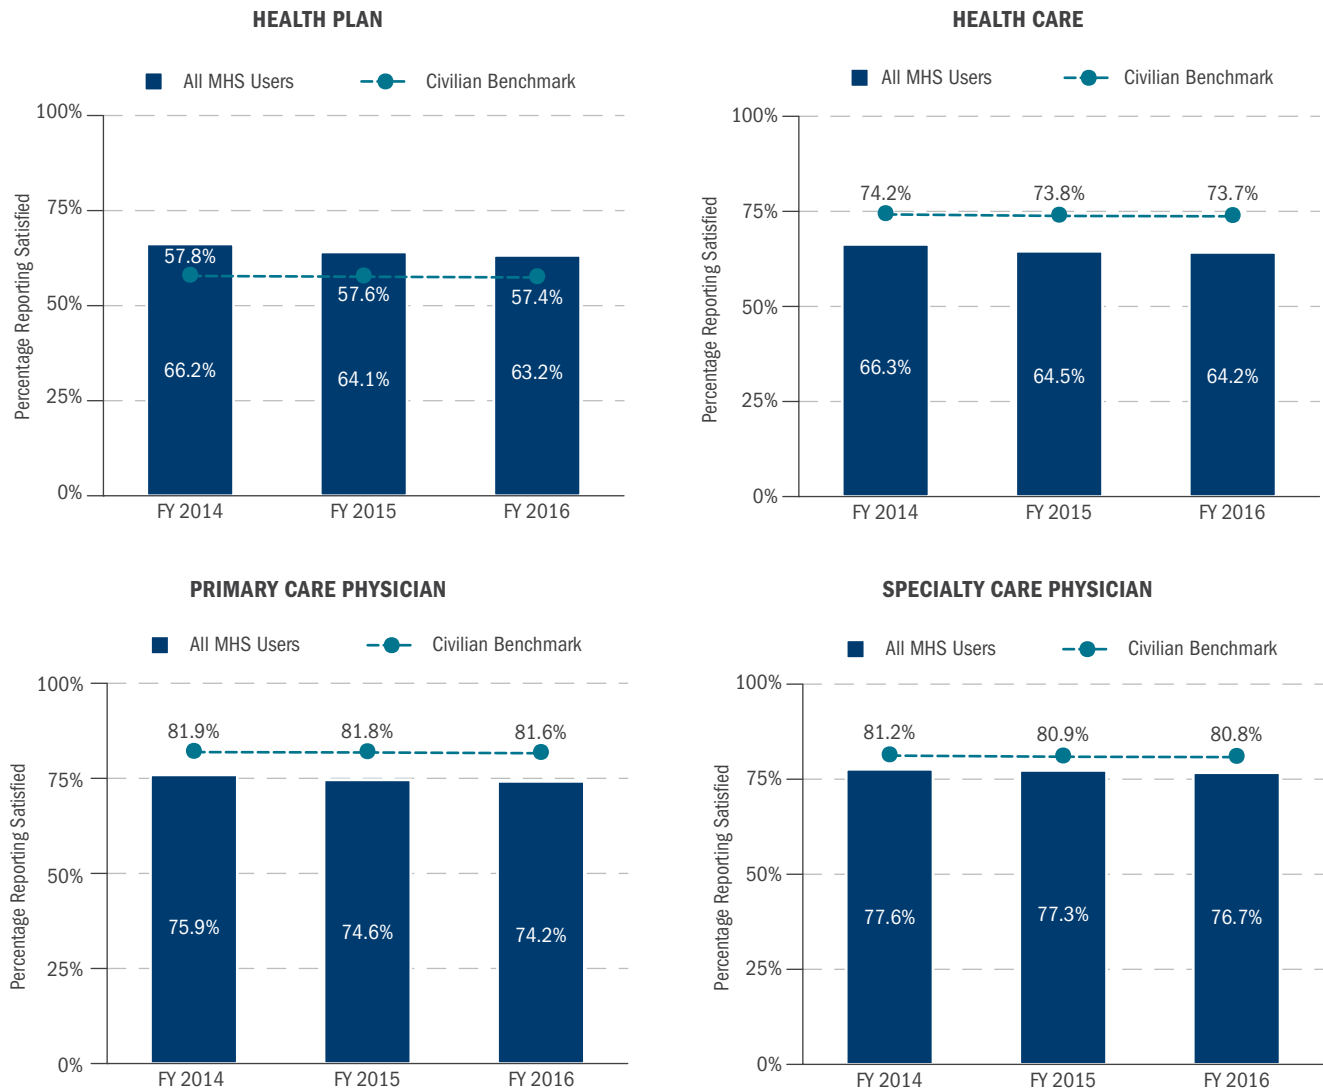 HEALTH PLAN
All MHS Users
Civilian Benchmark
Percentage Reporting Satisfied
100%
75%
50%
25%
0%
57.8%
57.6%
57.4%
66.2%
64.1%
63.2%
FY 2014
FY 2015
FY 2016
HEALTH CARE
All MHS Users
Civilian Benchmark
Percentage Reporting Satisfied
100%
75%
50%
25%
0%
74.2%
73.8%
73.7%
66.3%
64.5%
64.2%
FY 2014
FY 2015
FY 2016
PRIMARY CARE PHYSICIAN
All MHS Users
Civilian Benchmark
Percentage Reporting Satisfied
100%
75%
50%
25%
0%
81.9%
81.8%
81.6%
75.9%
74.6%
74.2%
FY 2014
FY 2015
FY 2016
SPECIALTY CARE PHYSICIAN
All MHS Users
Civilian Benchmark
Percentage Reporting Satisfied
100%
75%
50%
25%
0%
81.2%
80.9%
80.8%
77.6%
77.3%
76.7%
FY 2014
FY 2015
FY 2016